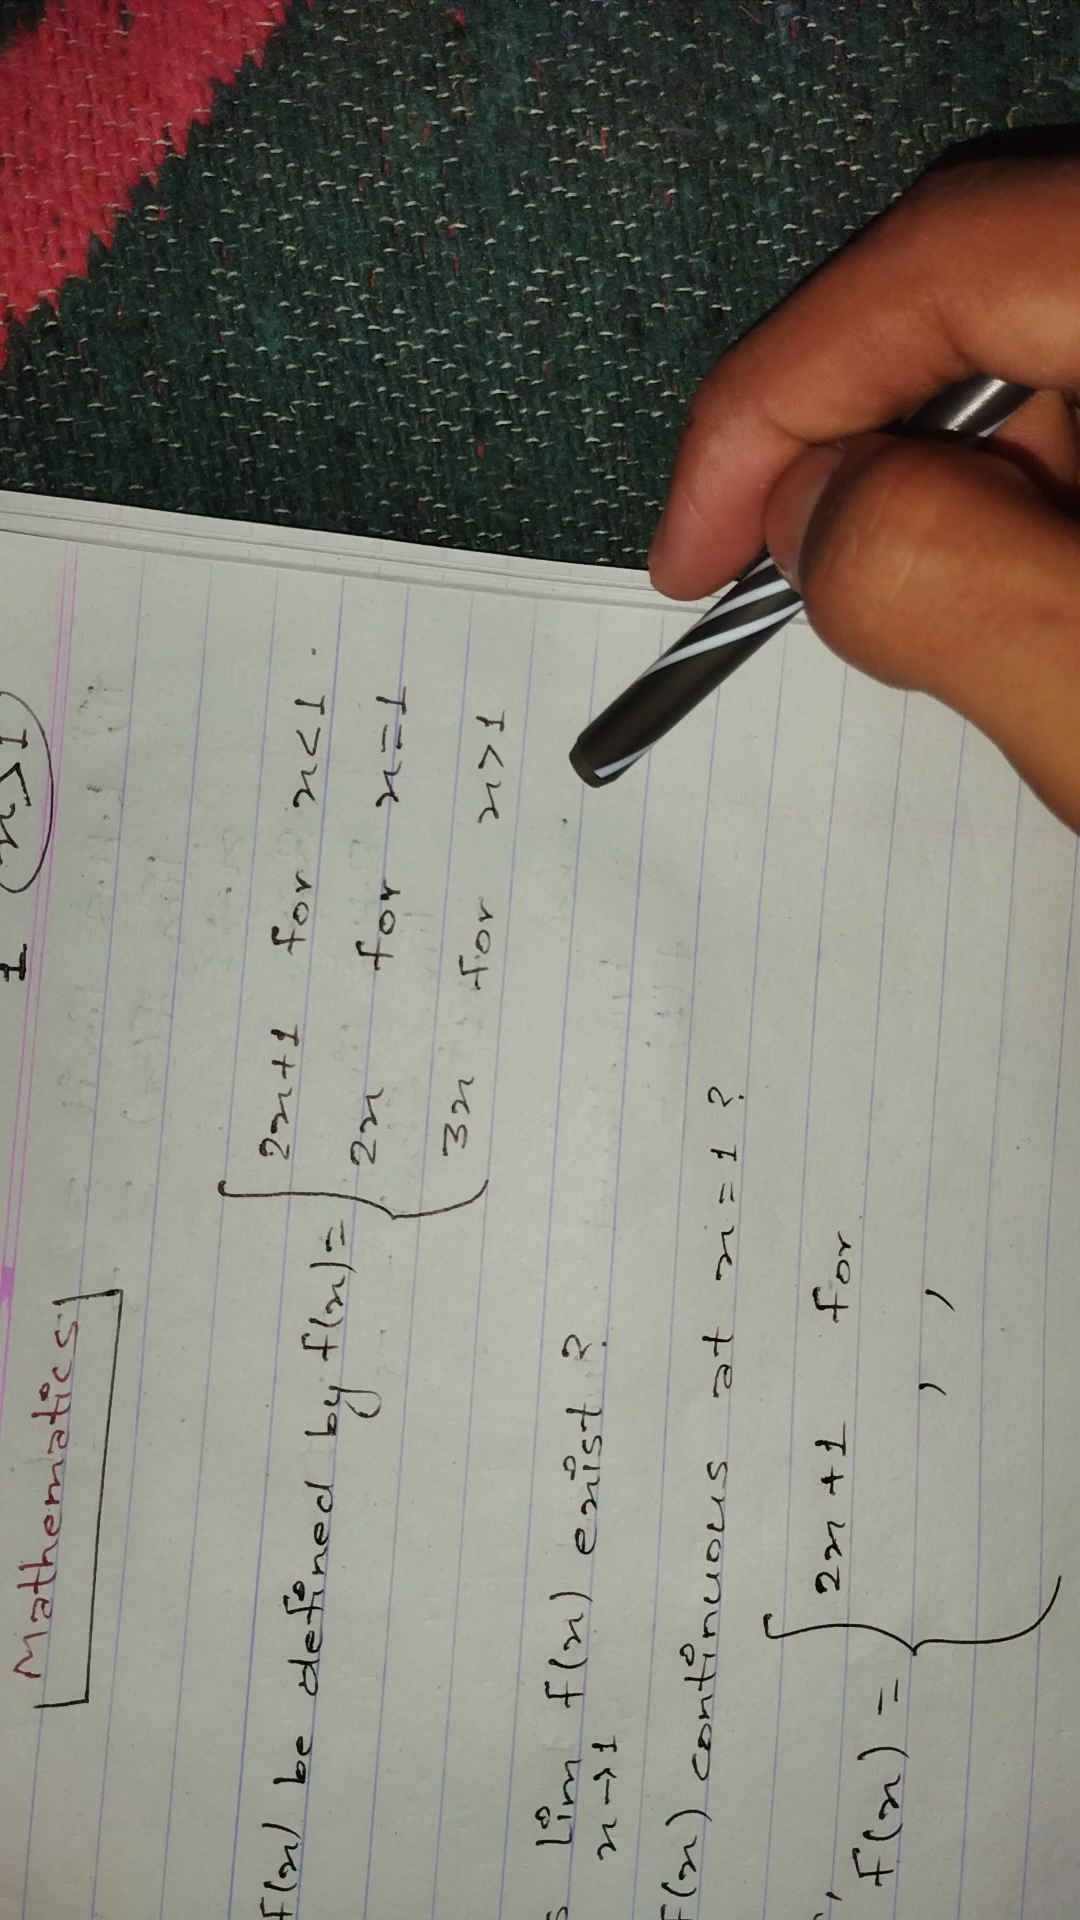 1 x>1
Mathematics
f(x) be defined by f(x) = { 2x+1 for x<1
2x for x=1
3x for x>1
s lim f(x) exist?
x→1
f(x) continuous at x=1?
f(x) = { 2x+1 for
, ,